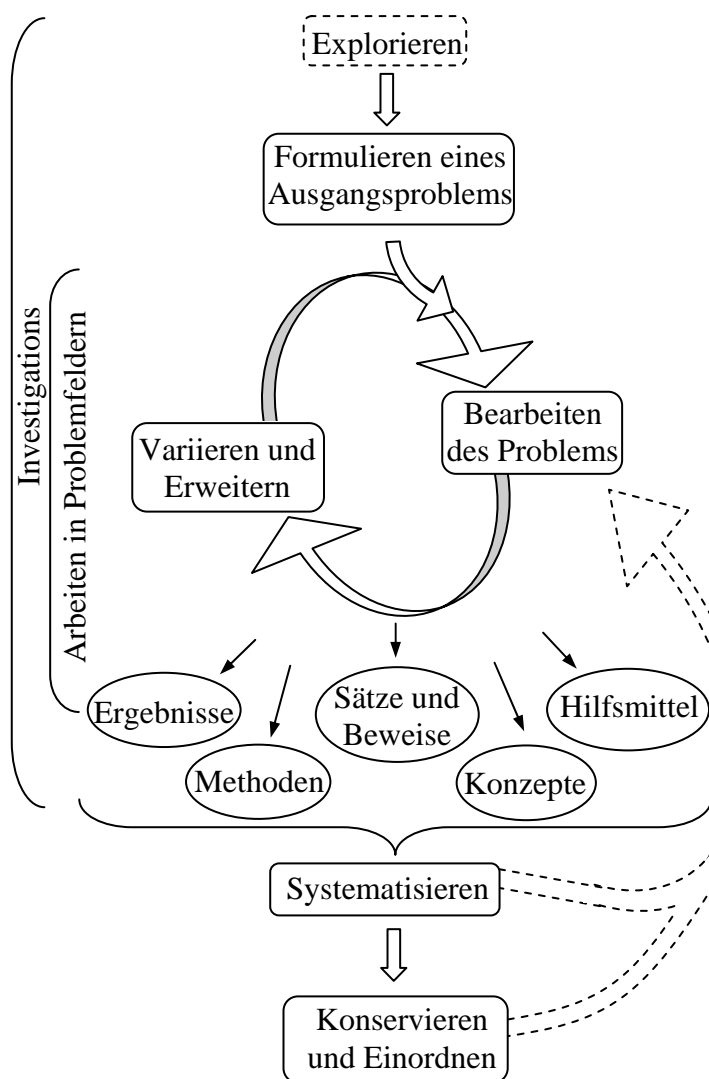 Explorieren
Formulieren eines
Ausgangsproblems
Investigations
Arbeiten in Problemfeldern
Bearbeiten
des Problems
Variieren und
Erweitern
Ergebnisse
Sätze und
Beweise
Hilfsmittel
Methoden
Konzepte
Systematisieren
Konservieren
und Einordnen